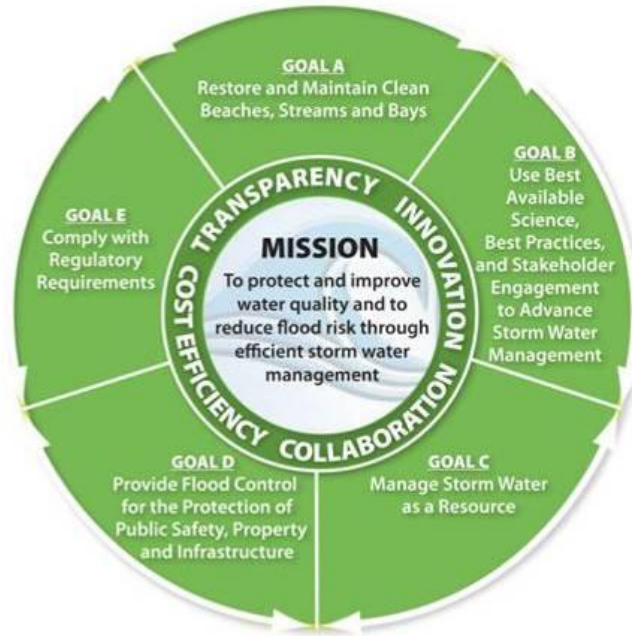 GOAL A
Restore and Maintain Clean
Beaches, Streams and Bays
GOAL B
Use Best
Available
Science,
Best Practices,
and Stakeholder
Engagement
to Advance
Storm Water
Management
GOAL C
Manage Storm Water
as a Resource
GOAL D
Provide Flood Control
for the Protection of
Public Safety, Property
and Infrastructure
GOAL E
Comply with
Regulatory
Requirements
TRANSPARENCY
INNOVATION
COLLABORATION
COST EFFICIENCY
MISSION
To protect and improve
water quality and to
reduce flood risk through
efficient storm water
management